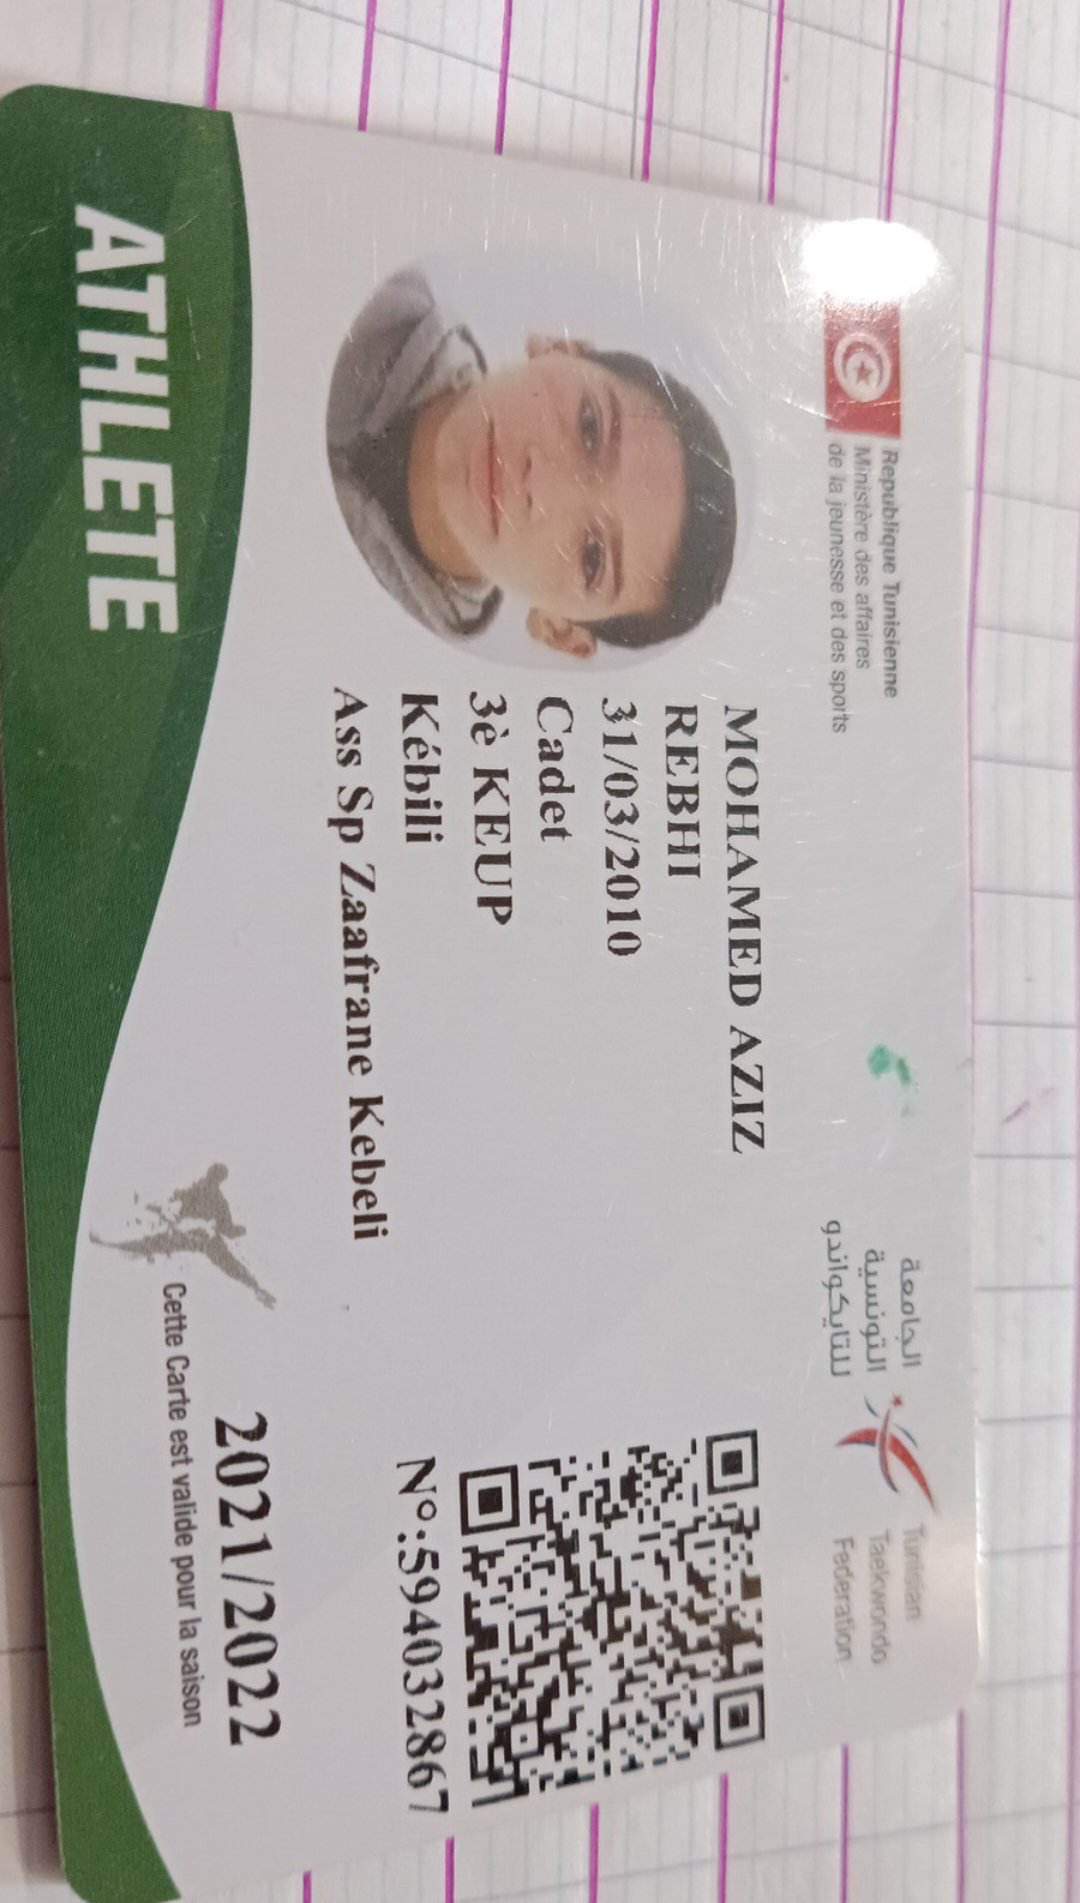 Republique Tunisienne
Ministère des affaires
de la jeunesse et des sports
الجامعة
التونسية
للتايكواندو
Tunisian
Taekwondo
Federation
MOHAMED AZIZ
REBHI
31/03/2010
Cadet
3è KEUP
Kébili
Ass Sp Zaafrane Kebeli
N°:5940032867
2021/2022
Cette Carte est valide pour la saison
ATHLETE